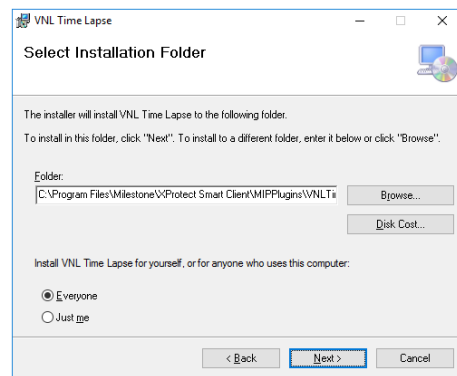 VNL Time Lapse
Select Installation Folder
The installer will install VNL Time Lapse to the following folder.
To install in this folder, click "Next". To install to a different folder, enter it below or click "Browse".
Folder:
C:\Program Files\Milestone\XProtect Smart Client\MIPPlugins\VNLTi
Browse...
Disk Cost...
Install VNL Time Lapse for yourself, or for anyone who uses this computer:
Everyone
Just me
< Back Next > Cancel